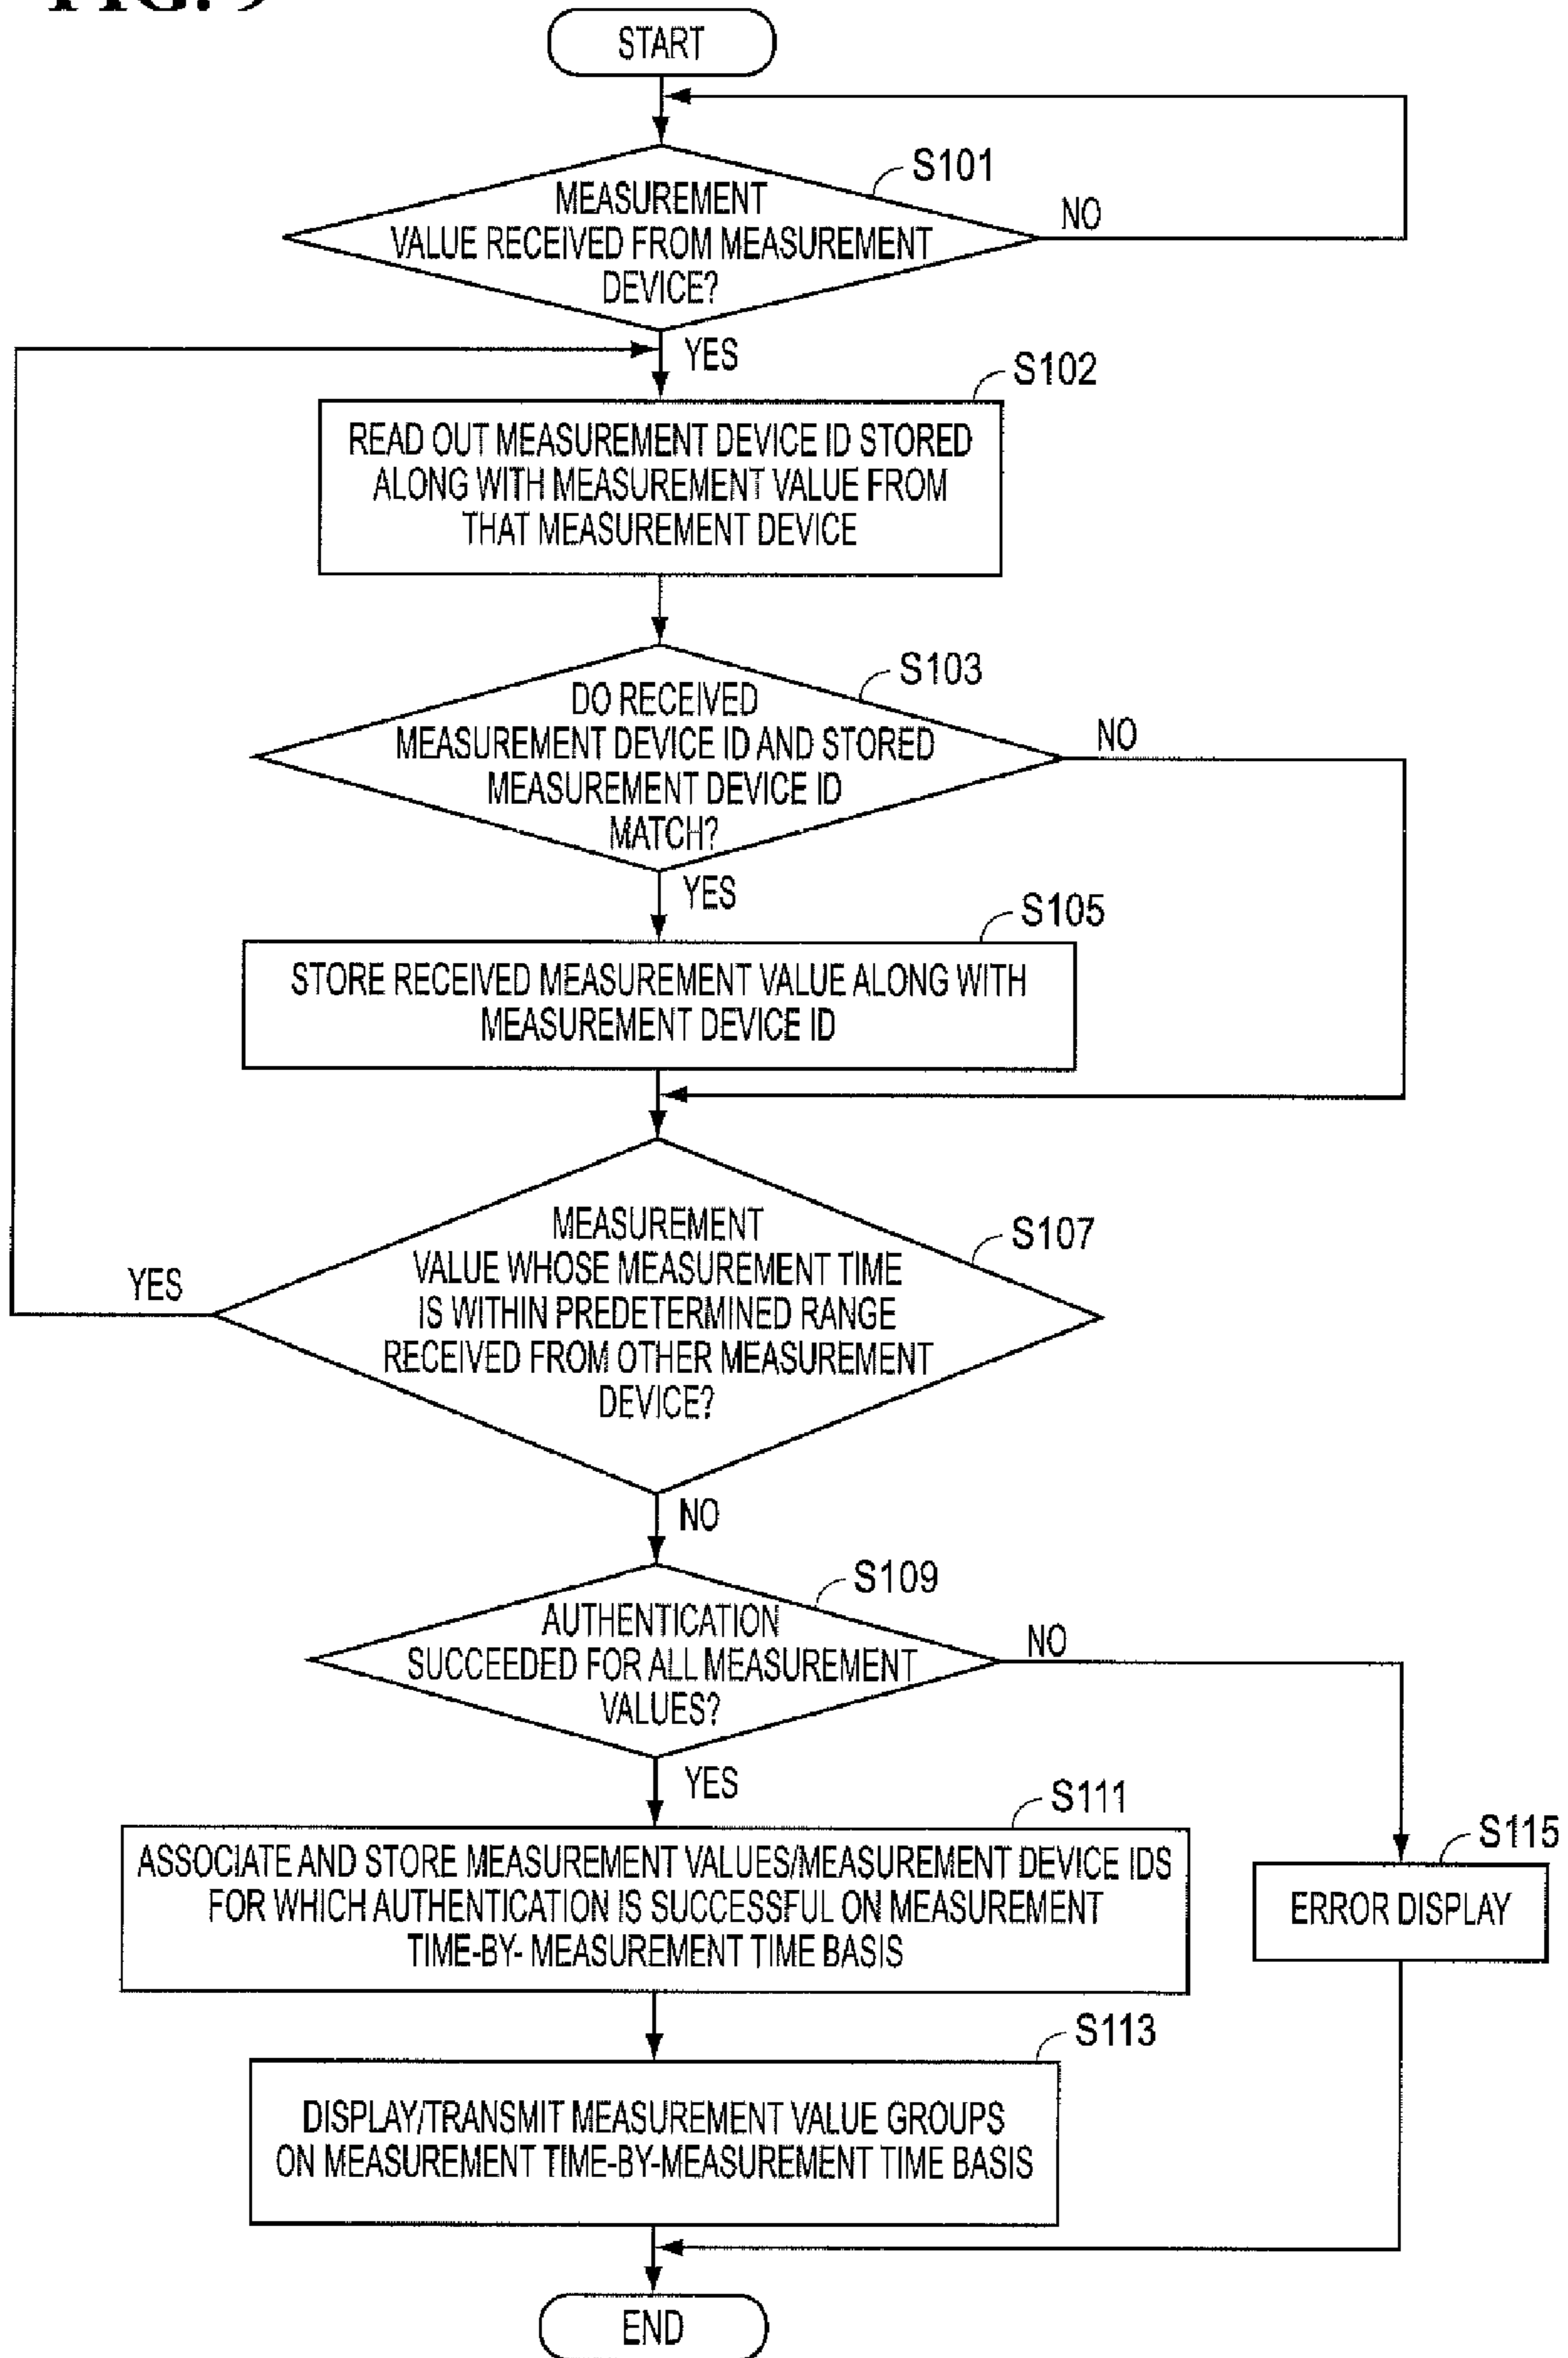 FIG. 9
START
S101
MEASUREMENT
VALUE RECEIVED FROM MEASUREMENT
DEVICE?
NO
YES
S102
READ OUT MEASUREMENT DEVICE ID STORED
ALONG WITH MEASUREMENT VALUE FROM
THAT MEASUREMENT DEVICE
S103
DO RECEIVED
MEASUREMENT DEVICE ID AND STORED
MEASUREMENT DEVICE ID
MATCH?
NO
YES
S105
STORE RECEIVED MEASUREMENT VALUE ALONG WITH
MEASUREMENT DEVICE ID
S107
MEASUREMENT
VALUE WHOSE MEASUREMENT TIME
IS WITHIN PREDETERMINED RANGE
RECEIVED FROM OTHER MEASUREMENT
DEVICE?
YES
NO
S109
AUTHENTICATION
SUCCEEDED FOR ALL MEASUREMENT
VALUES?
NO
YES
S111
ASSOCIATE AND STORE MEASUREMENT VALUES/MEASUREMENT DEVICE IDS
FOR WHICH AUTHENTICATION IS SUCCESSFUL ON MEASUREMENT
TIME-BY- MEASUREMENT TIME BASIS
S115
ERROR DISPLAY
S113
DISPLAY/TRANSMIT MEASUREMENT VALUE GROUPS
ON MEASUREMENT TIME-BY-MEASUREMENT TIME BASIS
END